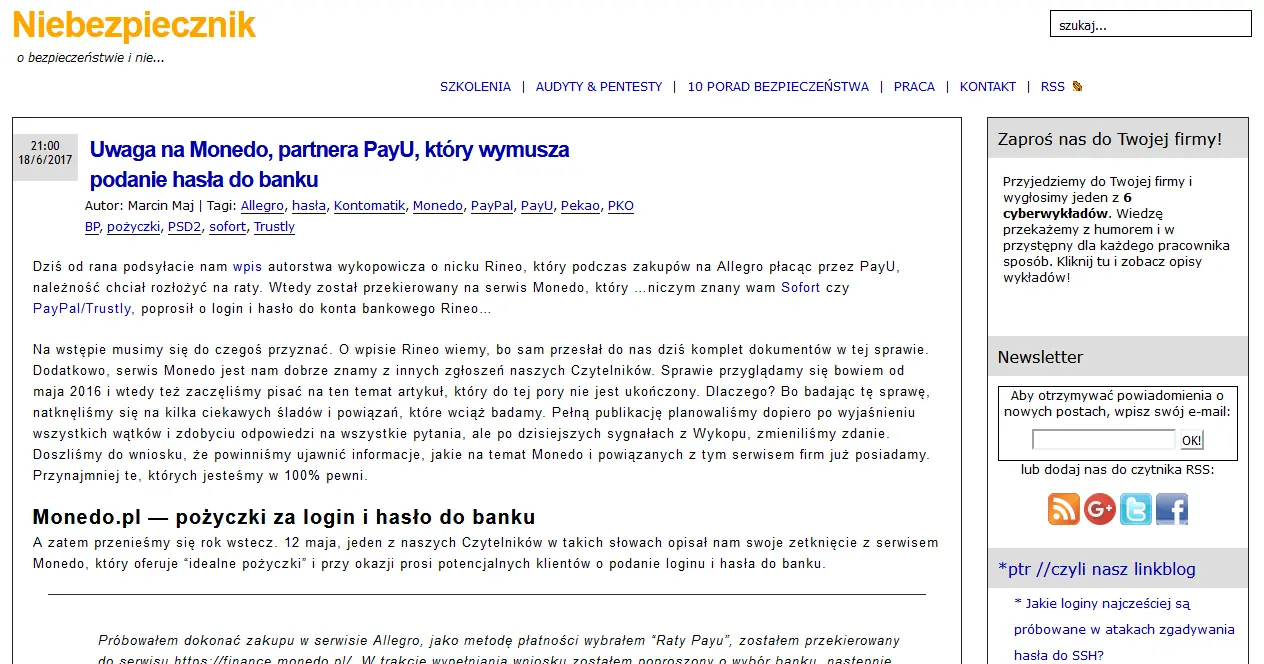 Niebezpiecznik
o bezpieczeństwie i nie...
szukaj...
SZKOLENIA | AUDYTY & PENTESTY | 10 PORAD BEZPIECZEŃSTWA | PRACA | KONTAKT | RSS
21:00
18/6/2017
Uwaga na Monedo, partnera PayU, który wymusza
podanie hasła do banku
Autor: Marcin Maj | Tagi: Allegro, hasła, Kontomatik, Monedo, PayPal, PayU, Pekao, PKO
BP, pożyczki, PSD2, sofort, Trustly
Dziś od rana podsyłacie nam wpis autorstwa wykopowicza o nicku Rineo, który podczas zakupów na Allegro płacąc przez PayU,
należność chciał rozłożyć na raty. Wtedy został przekierowany na serwis Monedo, który ...niczym znany wam Sofort czy
PayPal/Trustly, poprosił o login i hasło do konta bankowego Rineo...
Na wstępie musimy się do czegoś przyznać. O wpisie Rineo wiemy, bo sam przesłał do nas dziś komplet dokumentów w tej sprawie.
Dodatkowo, serwis Monedo jest nam dobrze znamy z innych zgłoszeń naszych Czytelników. Sprawie przyglądamy się bowiem od
maja 2016 i wtedy też zaczęliśmy pisać na ten temat artykuł, który do tej pory nie jest ukończony. Dlaczego? Bo badając tę sprawę,
natknęliśmy się na kilka ciekawych śladów i powiązań, które wciąż badamy. Pełną publikację planowaliśmy dopiero po wyjaśnieniu
wszystkich wątków i zdobyciu odpowiedzi na wszystkie pytania, ale po dzisiejszych sygnałach z Wykopu, zmieniliśmy zdanie.
Doszliśmy do wniosku, że powinniśmy ujawnić informacje, jakie na temat Monedo i powiązanych z tym serwisem firm już posiadamy.
Przynajmniej te, których jesteśmy w 100% pewni.
Monedo.pl — pożyczki za login i hasło do banku
A zatem przenieśmy się rok wstecz. 12 maja, jeden z naszych Czytelników w takich słowach opisał nam swoje zetknięcie z serwisem
Monedo, który oferuje “idealne pożyczki” i przy okazji prosi potencjalnych klientów o podanie loginu i hasła do banku.
Próbowałem dokonać zakupu w serwisie Allegro, jako metodę płatności wybrałem “Raty Payu”, zostałem przekierowany
do serwisu https://finance.monedo.pl/. W trakcie wypełniania wniosku zostałem poproszony o wybór banku, następnie
Zaproś nas do Twojej firmy!
Przyjedziemy do Twojej firmy i
wygłosimy jeden z 6
cyberwykładów. Wiedzę
przekażemy z humorem i w
przystępny dla każdego pracownika
sposób. Kliknij tu i zobacz opisy
wykładów!
Newsletter
Aby otrzymywać powiadomienia o
nowych postach, wpisz swój e-mail:
OK!
lub dodaj nas do czytnika RSS:
*ptr //czyli nasz linkblog
* Jakie loginy najcześciej są
próbowane w atakach zgadywania
hasła do SSH?